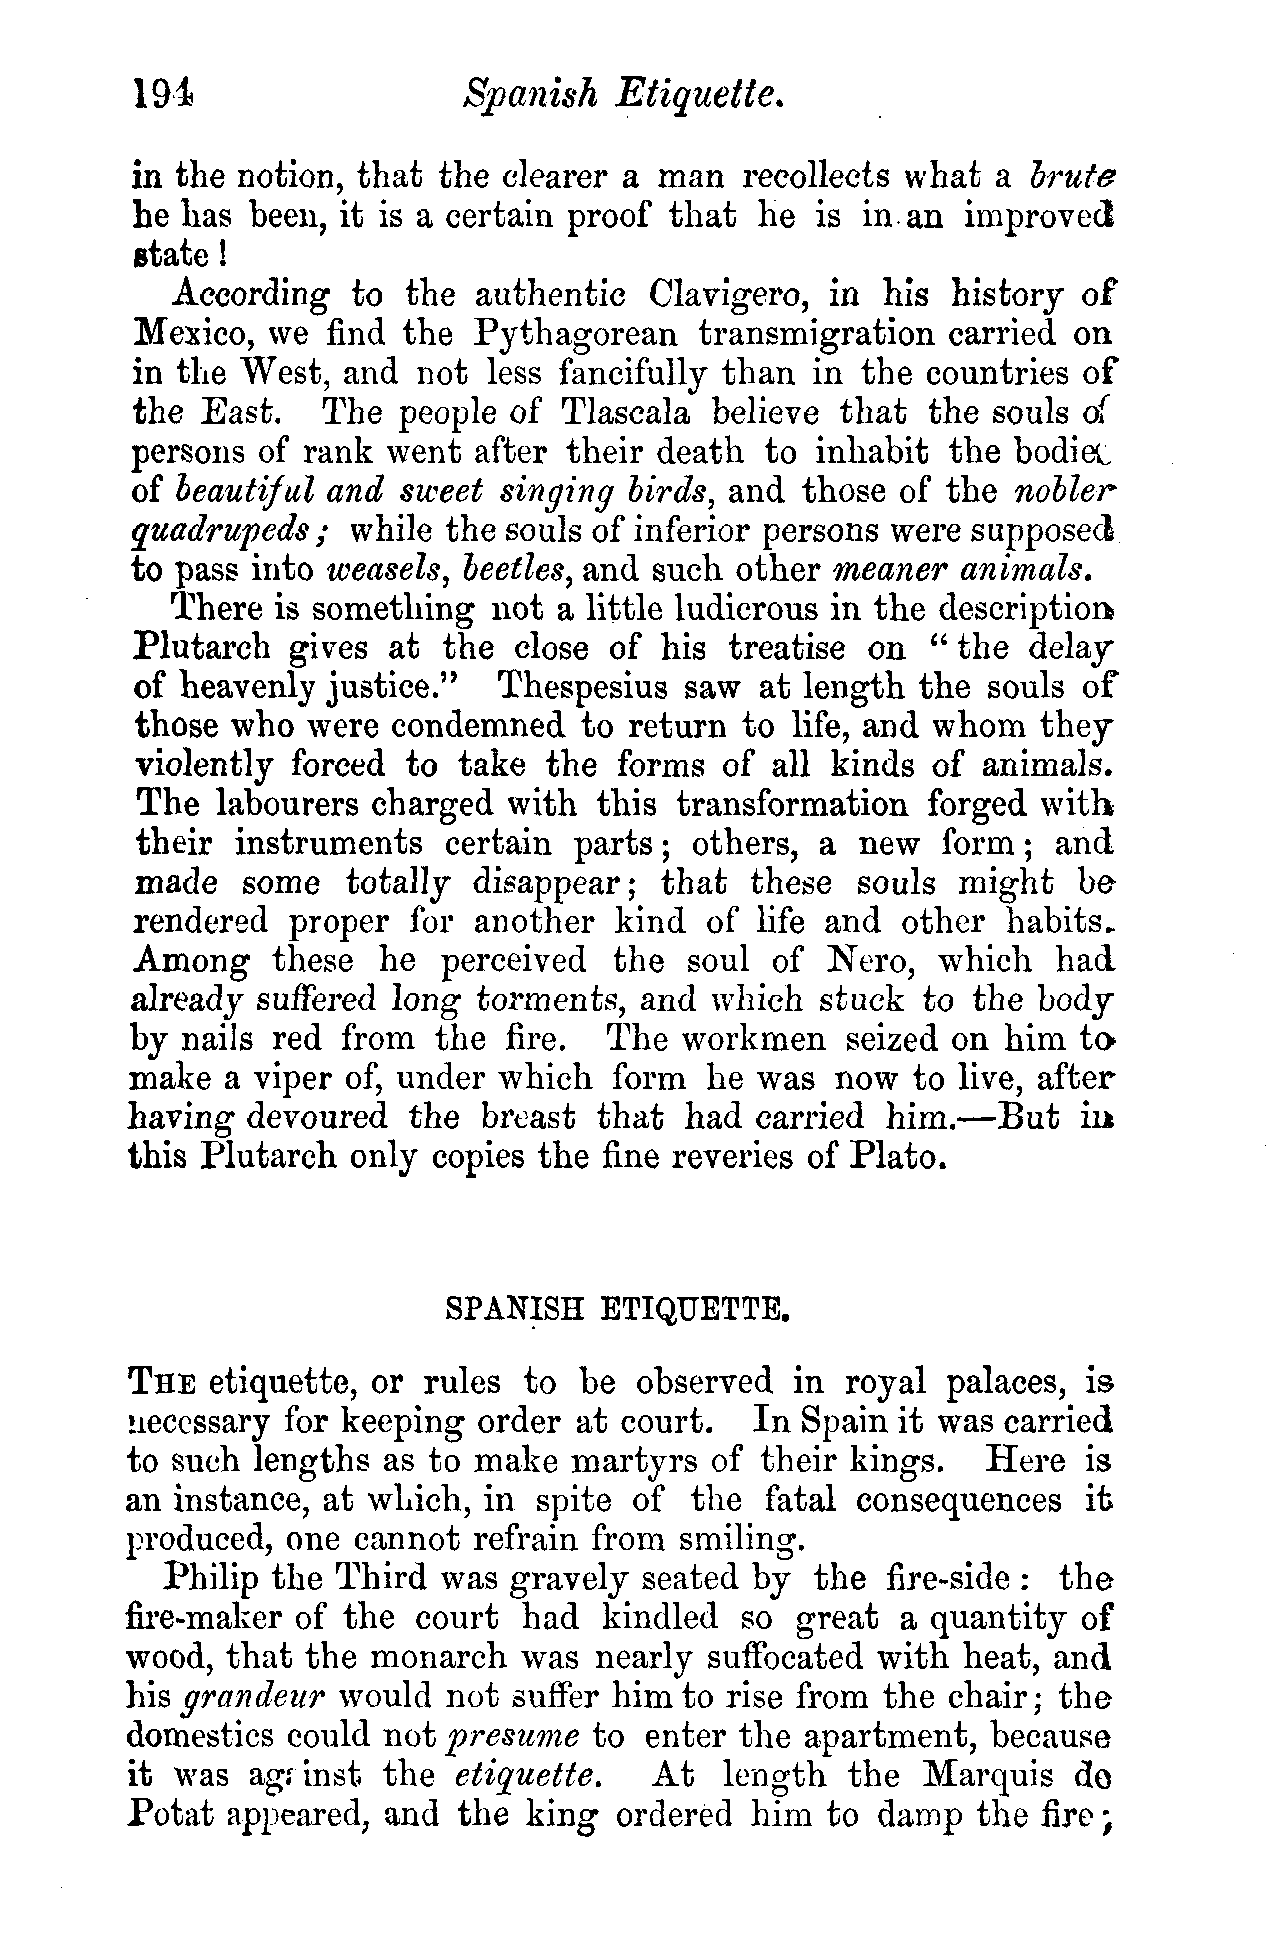 194 Spanish Etiquette.
in the notion, that the clearer a man recollects what a brute
he has been, it is a certain proof that he is in an improved
state !
According to the authentic Clavigero, in his history of
Mexico, we find the Pythagorean transmigration carried on
in the West, and not less fancifully than in the countries of
the East. The people of Tlascala believe that the souls of
persons of rank went after their death to inhabit the bodies
of beautiful and sweet singing birds, and those of the nobler
quadrupeds; while the souls of inferior persons were supposed
to pass into weasels, beetles, and such other meaner animals.
There is something not a little ludicrous in the description
Plutarch gives at the close of his treatise on “ the delay
of heavenly justice.” Thespesius saw at length the souls of
those who were condemned to return to life, and whom they
violently forced to take the forms of all kinds of animals.
The labourers charged with this transformation forged with
their instruments certain parts; others, a new form; and
made some totally disappear; that these souls might be
rendered proper for another kind of life and other habits.
Among these he perceived the soul of Nero, which had
already suffered long torments, and which stuck to the body
by nails red from the fire. The workmen seized on him to
make a viper of, under which form he was now to live, after
having devoured the breast that had carried him.—But in
this Plutarch only copies the fine reveries of Plato.
SPANISH ETIQUETTE.
THE etiquette, or rules to be observed in royal palaces, is
necessary for keeping order at court. In Spain it was carried
to such lengths as to make martyrs of their kings. Here is
an instance, at which, in spite of the fatal consequences it
produced, one cannot refrain from smiling.
Philip the Third was gravely seated by the fire-side : the
fire-maker of the court had kindled so great a quantity of
wood, that the monarch was nearly suffocated with heat, and
his grandeur would not suffer him to rise from the chair; the
domestics could not presume to enter the apartment, because
it was against the etiquette. At length the Marquis de
Potat appeared, and the king ordered him to damp the fire;